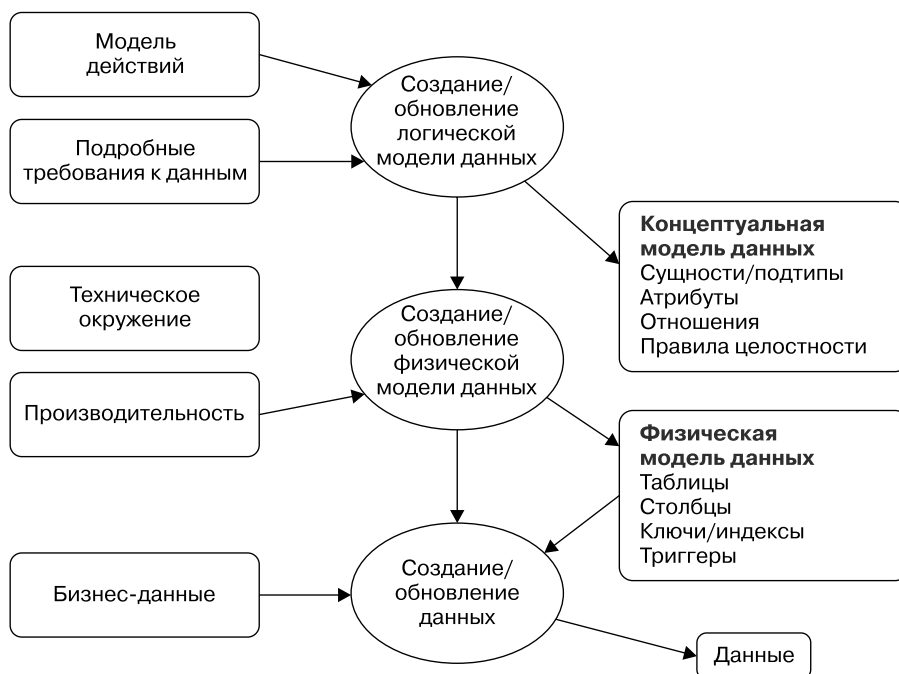 Модель
действий
Подробные
требования к данным
Техническое
окружение
Производительность
Бизнес-данные
Создание/
обновление
логической
модели данных
Создание/
обновление
физической
модели данных
Создание/
обновление
данных
Концептуальная
модель данных
Сущности/подтипы
Атрибуты
Отношения
Правила целостности
Физическая
модель данных
Таблицы
Столбцы
Ключи/индексы
Триггеры
Данные